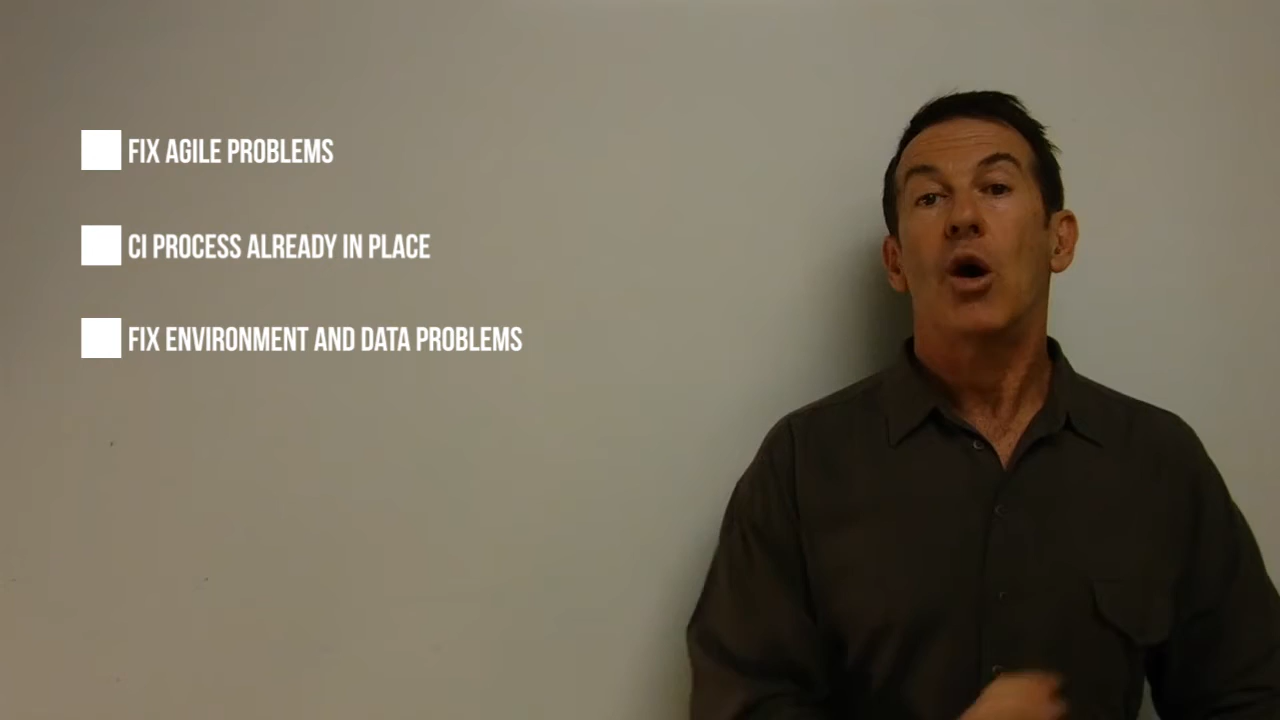 FIX AGILE PROBLEMS
CI PROCESS ALREADY IN PLACE
FIX ENVIRONMENT AND DATA PROBLEMS